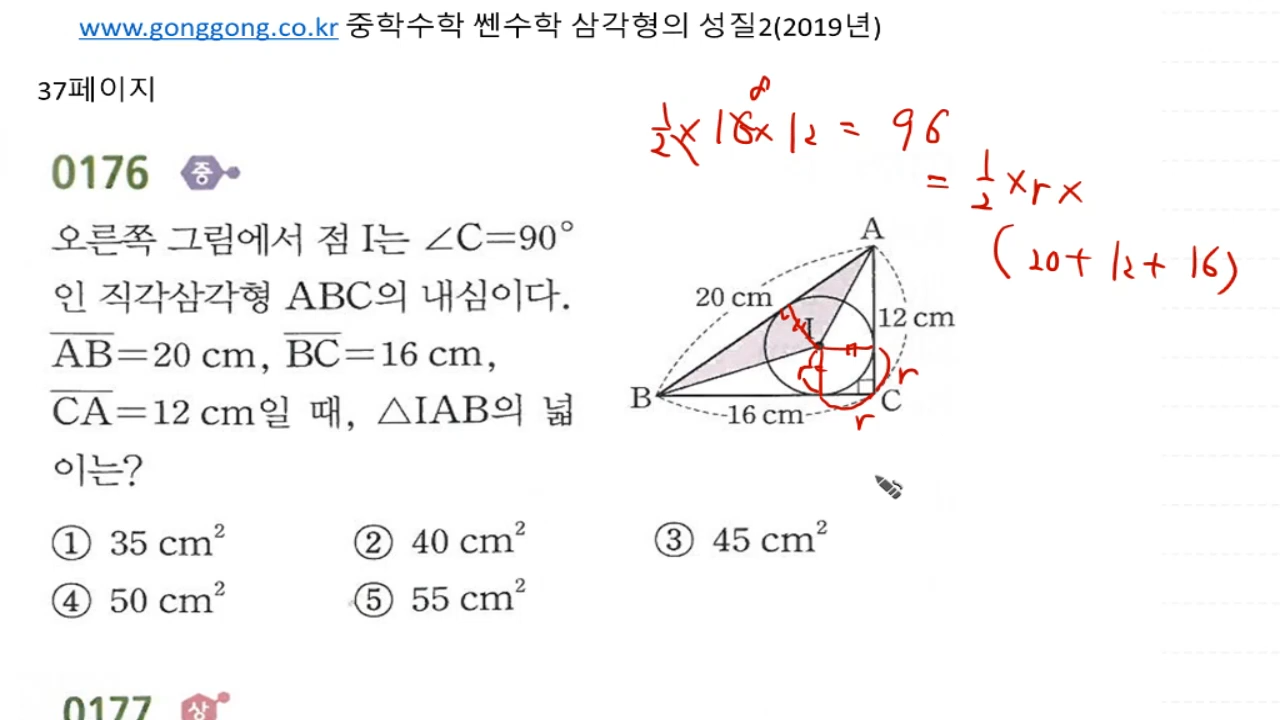 www.gonggong.co.kr 중학수학 쎈수학 삼각형의 성질2(2019년)
37페이지
0176 중
오른쪽 그림에서 점 I는 ∠C=90°
인 직각삼각형 ABC의 내심이다.
AB=20 cm, BC=16 cm,
CA=12 cm일 때, △IAB의 넓
이는?
① 35 cm² ② 40 cm² ③ 45 cm²
④ 50 cm² ⑤ 55 cm²
8
1/2 × 16 × 12 = 96
= 1/2 × r ×
(20 + 12 + 16)
A
20 cm
12 cm
I
r
r
B
C
16 cm
r
0177 상